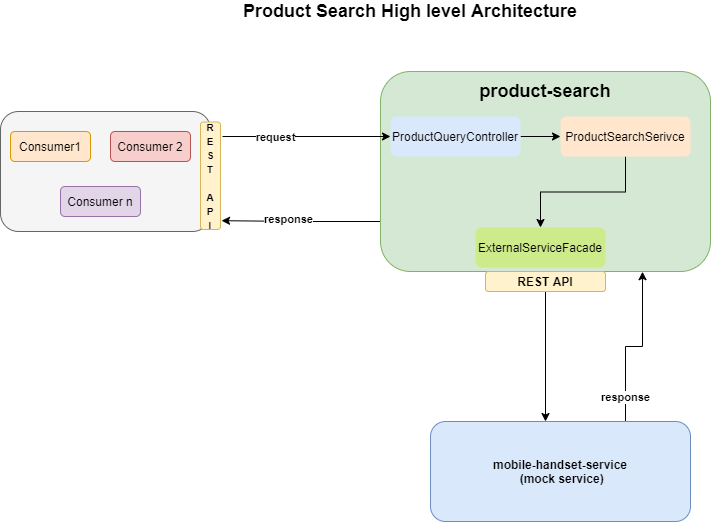 Product Search High level Architecture
product-search
Consumer1
Consumer 2
Consumer n
REST API
request
response
ProductQueryController
ProductSearchSerivce
ExternalServiceFacade
REST API
response
mobile-handset-service
(mock service)